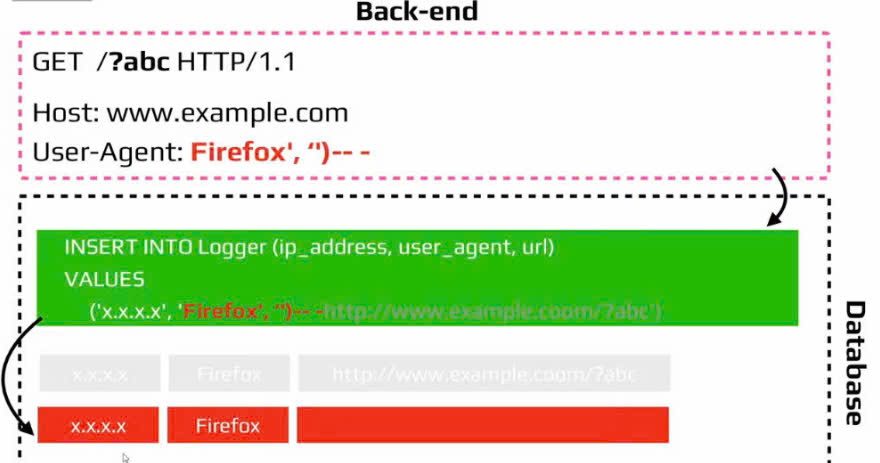 Back-end
GET /?abc HTTP/1.1
Host: www.example.com
User-Agent: Firefox', '')-- -
INSERT INTO Logger (ip_address, user_agent, url)
VALUES
('x.x.x.x', 'Firefox', '')-- -http://www.example.coom/?abc')
x.x.x.x Firefox http://www.example.coom/?abc
x.x.x.x Firefox
Database